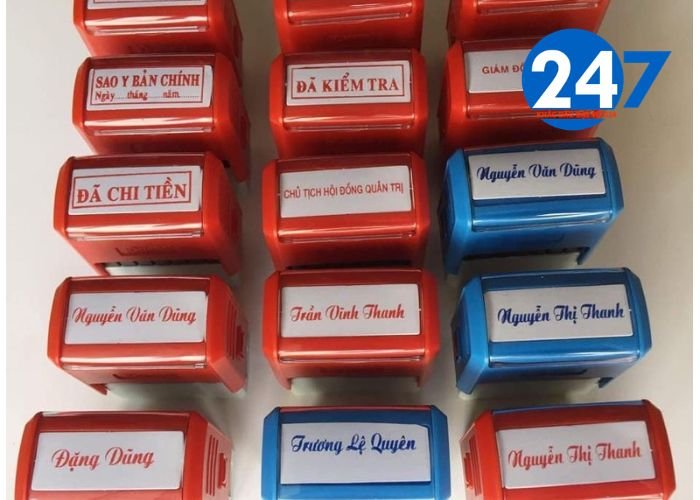 SAO Y BẢN CHÍNH
Ngày.....tháng.....năm.........
ĐÃ KIỂM TRA
GIÁM ĐỐ
247
ĐÃ CHI TIỀN
CHỦ TỊCH HỘI ĐỒNG QUẢN TRỊ
Nguyễn Văn Dũng
Nguyễn Văn Dũng
Trần Vinh Thanh
Nguyễn Thị Thanh
Đặng Dũng
Trương Lệ Quyên
Nguyễn Thị Thanh